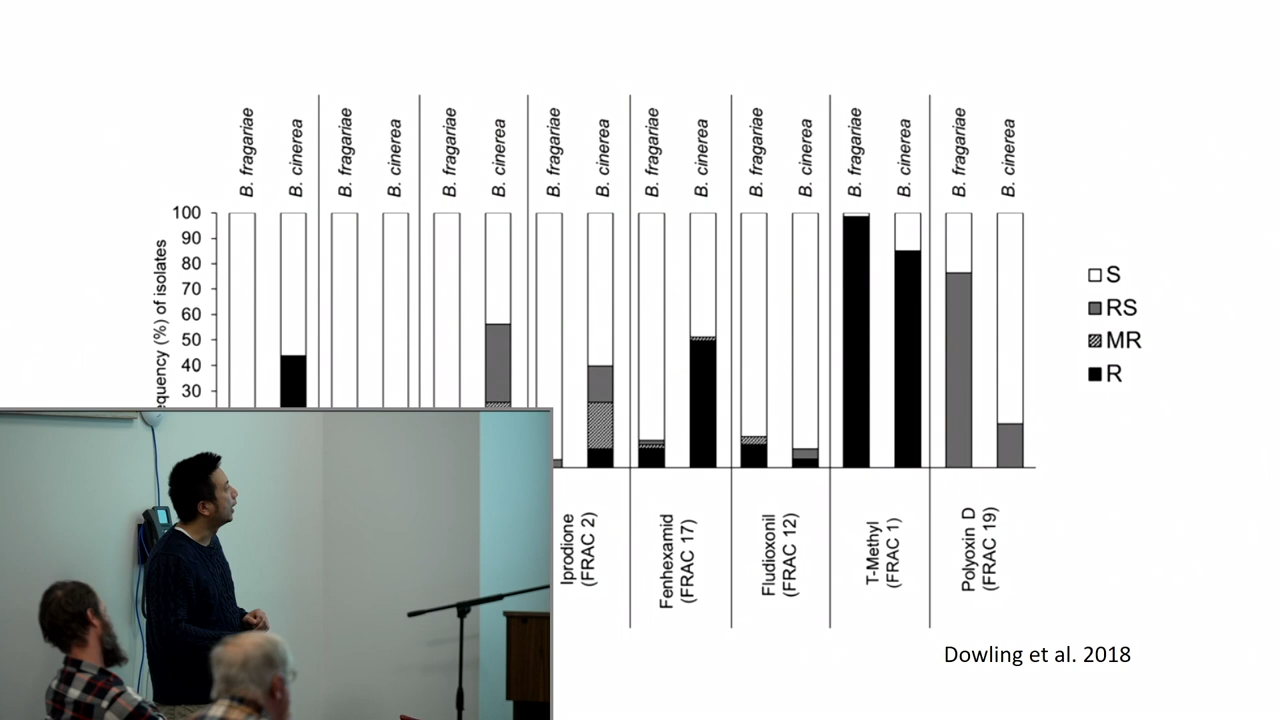 B. fragariae
B. cinerea
B. fragariae
B. cinerea
B. fragariae
B. cinerea
B. fragariae
B. cinerea
B. fragariae
B. cinerea
B. fragariae
B. cinerea
B. fragariae
B. cinerea
B. fragariae
B. cinerea
100
90
80
70
60
50
40
30
equency (%) of isolates
S
RS
MR
R
Iprodione
(FRAC 2)
Fenhexamid
(FRAC 17)
Fludioxonil
(FRAC 12)
T-Methyl
(FRAC 1)
Polyoxin D
(FRAC 19)
Dowling et al. 2018